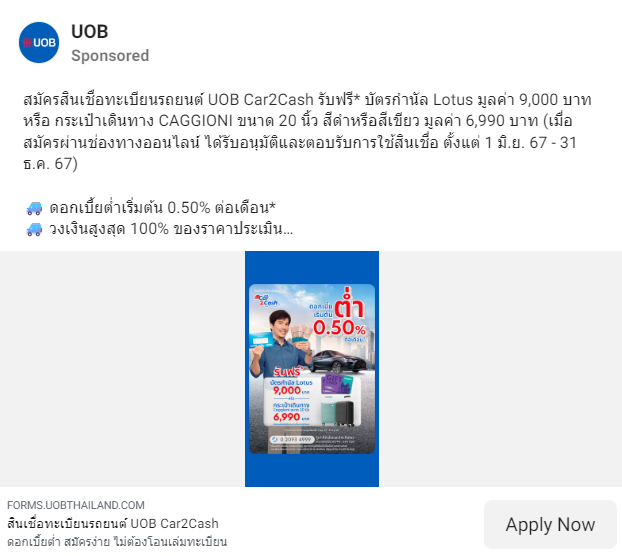 UOB
UOB
Sponsored
สมัครสินเชื่อทะเบียนรถยนต์ UOB Car2Cash รับฟรี* บัตรกำนัล Lotus มูลค่า 9,000 บาท
หรือ กระเป๋าเดินทาง CAGGIONI ขนาด 20 นิ้ว สีดำหรือสีเขียว มูลค่า 6,990 บาท (เมื่อ
สมัครผ่านช่องทางออนไลน์ ได้รับอนุมัติและตอบรับการใช้สินเชื่อ ตั้งแต่ 1 มิ.ย. 67 - 31
ธ.ค. 67)
ดอกเบี้ยต่ำเริ่มต้น 0.50% ต่อเดือน*
วงเงินสูงสุด 100% ของราคาประเมิน...
Car
2Cash
ดอกเบี้ย
เริ่มต้น
ต่ำ
0.50%
ต่อเดือน
รับฟรี*
บัตรกำนัล Lotus
9,000 บาท
หรือ
กระเป๋าเดินทาง
6,990 บาท
0 2093 4999
FORMS.UOBTHAILAND.COM
สินเชื่อทะเบียนรถยนต์ UOB Car2Cash
ดอกเบี้ยต่ำ สมัครง่าย ไม่ต้องโอนเล่มทะเบียน
Apply Now